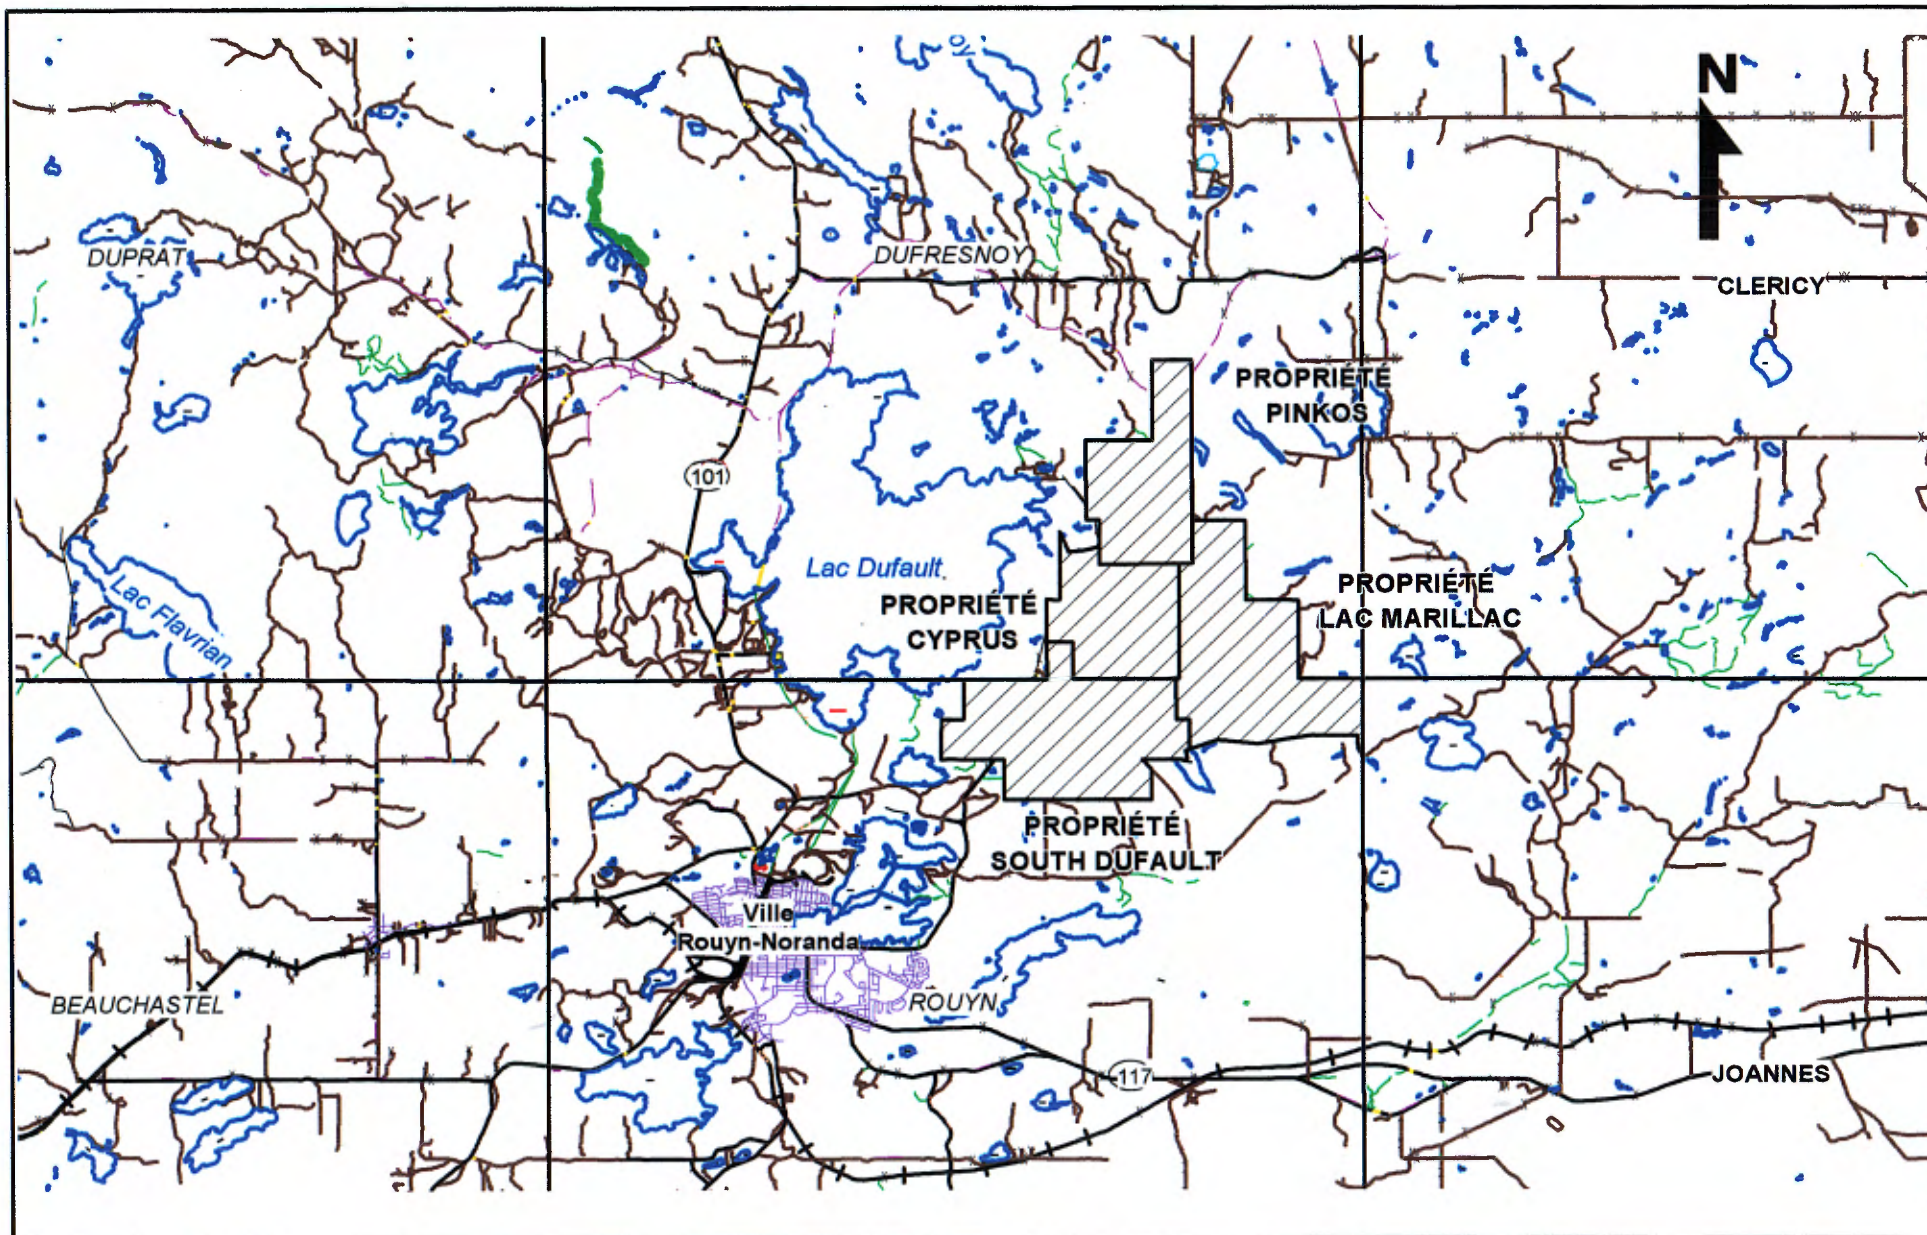 N
DUPRAT
DUFRESNOY
CLERICY
PROPRIÉTÉ
PINKOS
101
Lac Dufault
Lac Flavrian
PROPRIÉTÉ
CYPRUS
PROPRIÉTÉ
LAC MARILLAC
PROPRIÉTÉ
SOUTH DUFAULT
Ville
Rouyn-Noranda
BEAUCHASTEL
ROUYN
117
JOANNES